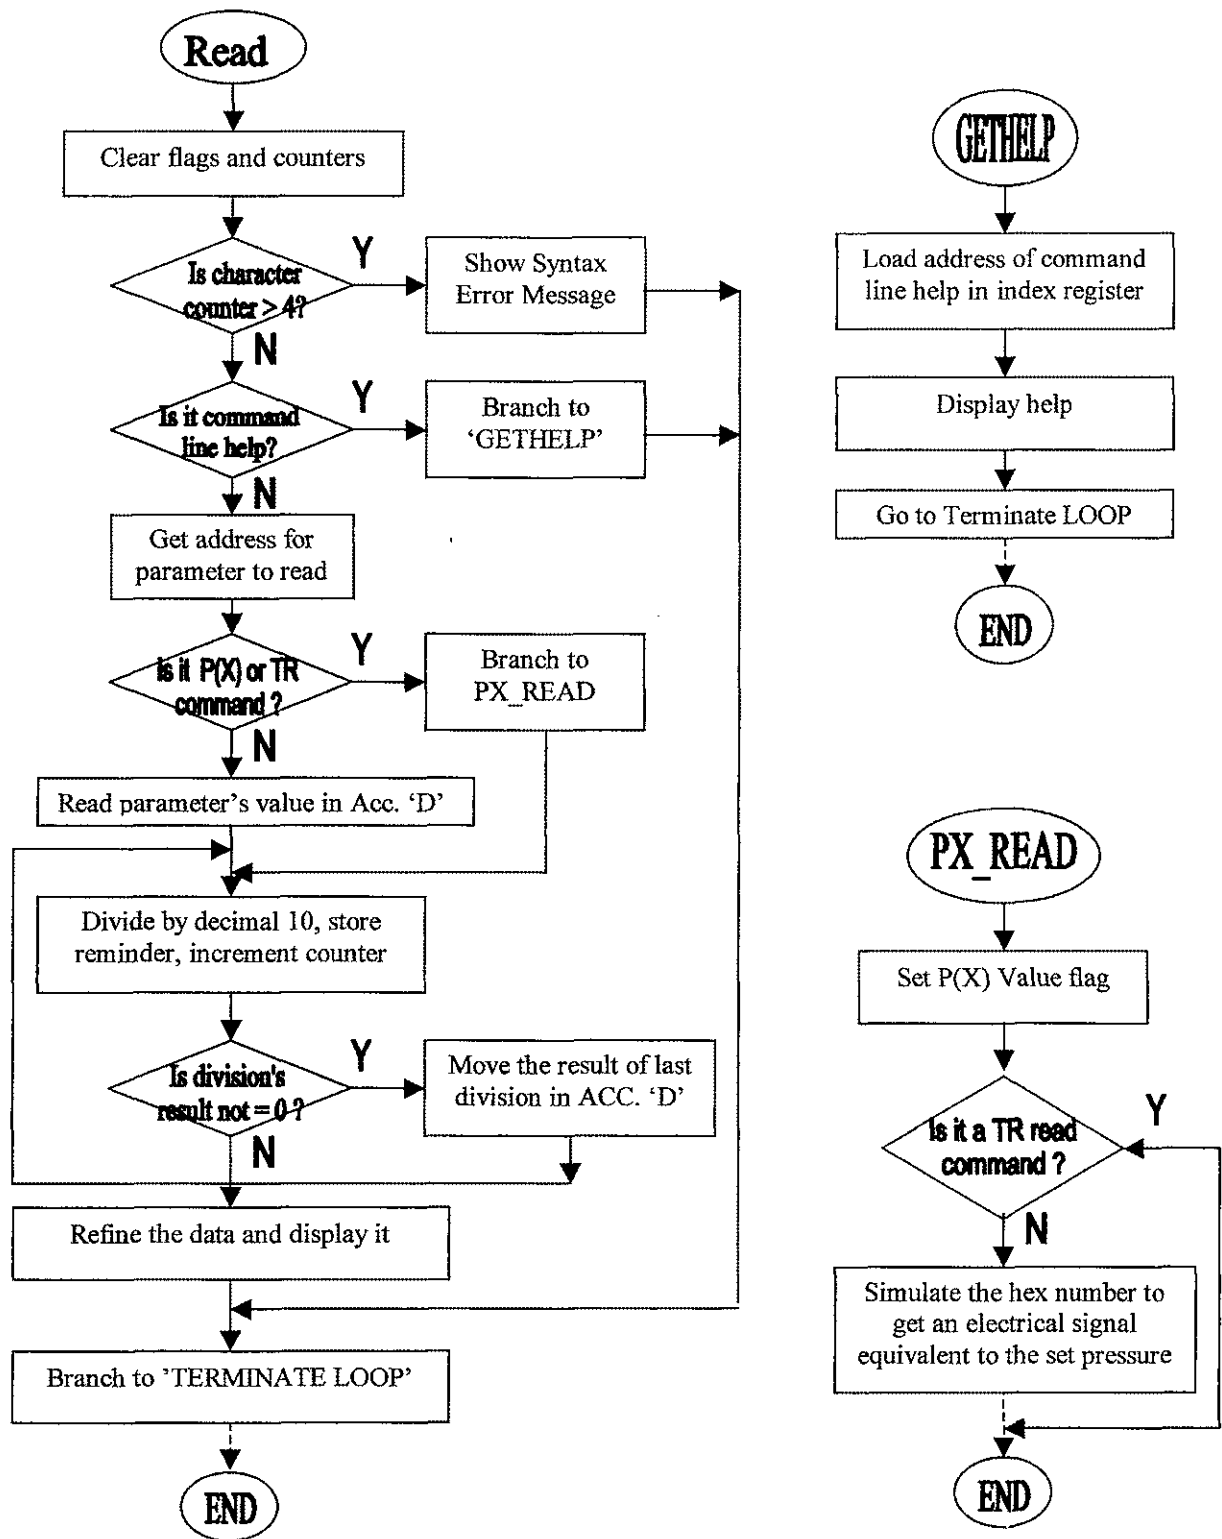 Read
Clear flags and counters
Is character
counter > 4?
Y
Show Syntax
Error Message
N
Is it command
line help?
Y
Branch to
‘GETHELP’
N
Get address for
parameter to read
Is it P(X) or TR
command ?
Y
Branch to
PX_READ
N
Read parameter’s value in Acc. ‘D’
Divide by decimal 10, store
reminder, increment counter
Is division's
result not = 0 ?
Y
Move the result of last
division in ACC. ‘D’
N
Refine the data and display it
Branch to ’TERMINATE LOOP’
END
GETHELP
Load address of command
line help in index register
Display help
Go to Terminate LOOP
END
PX_READ
Set P(X) Value flag
Is it a TR read
command ?
Y
N
Simulate the hex number to
get an electrical signal
equivalent to the set pressure
END